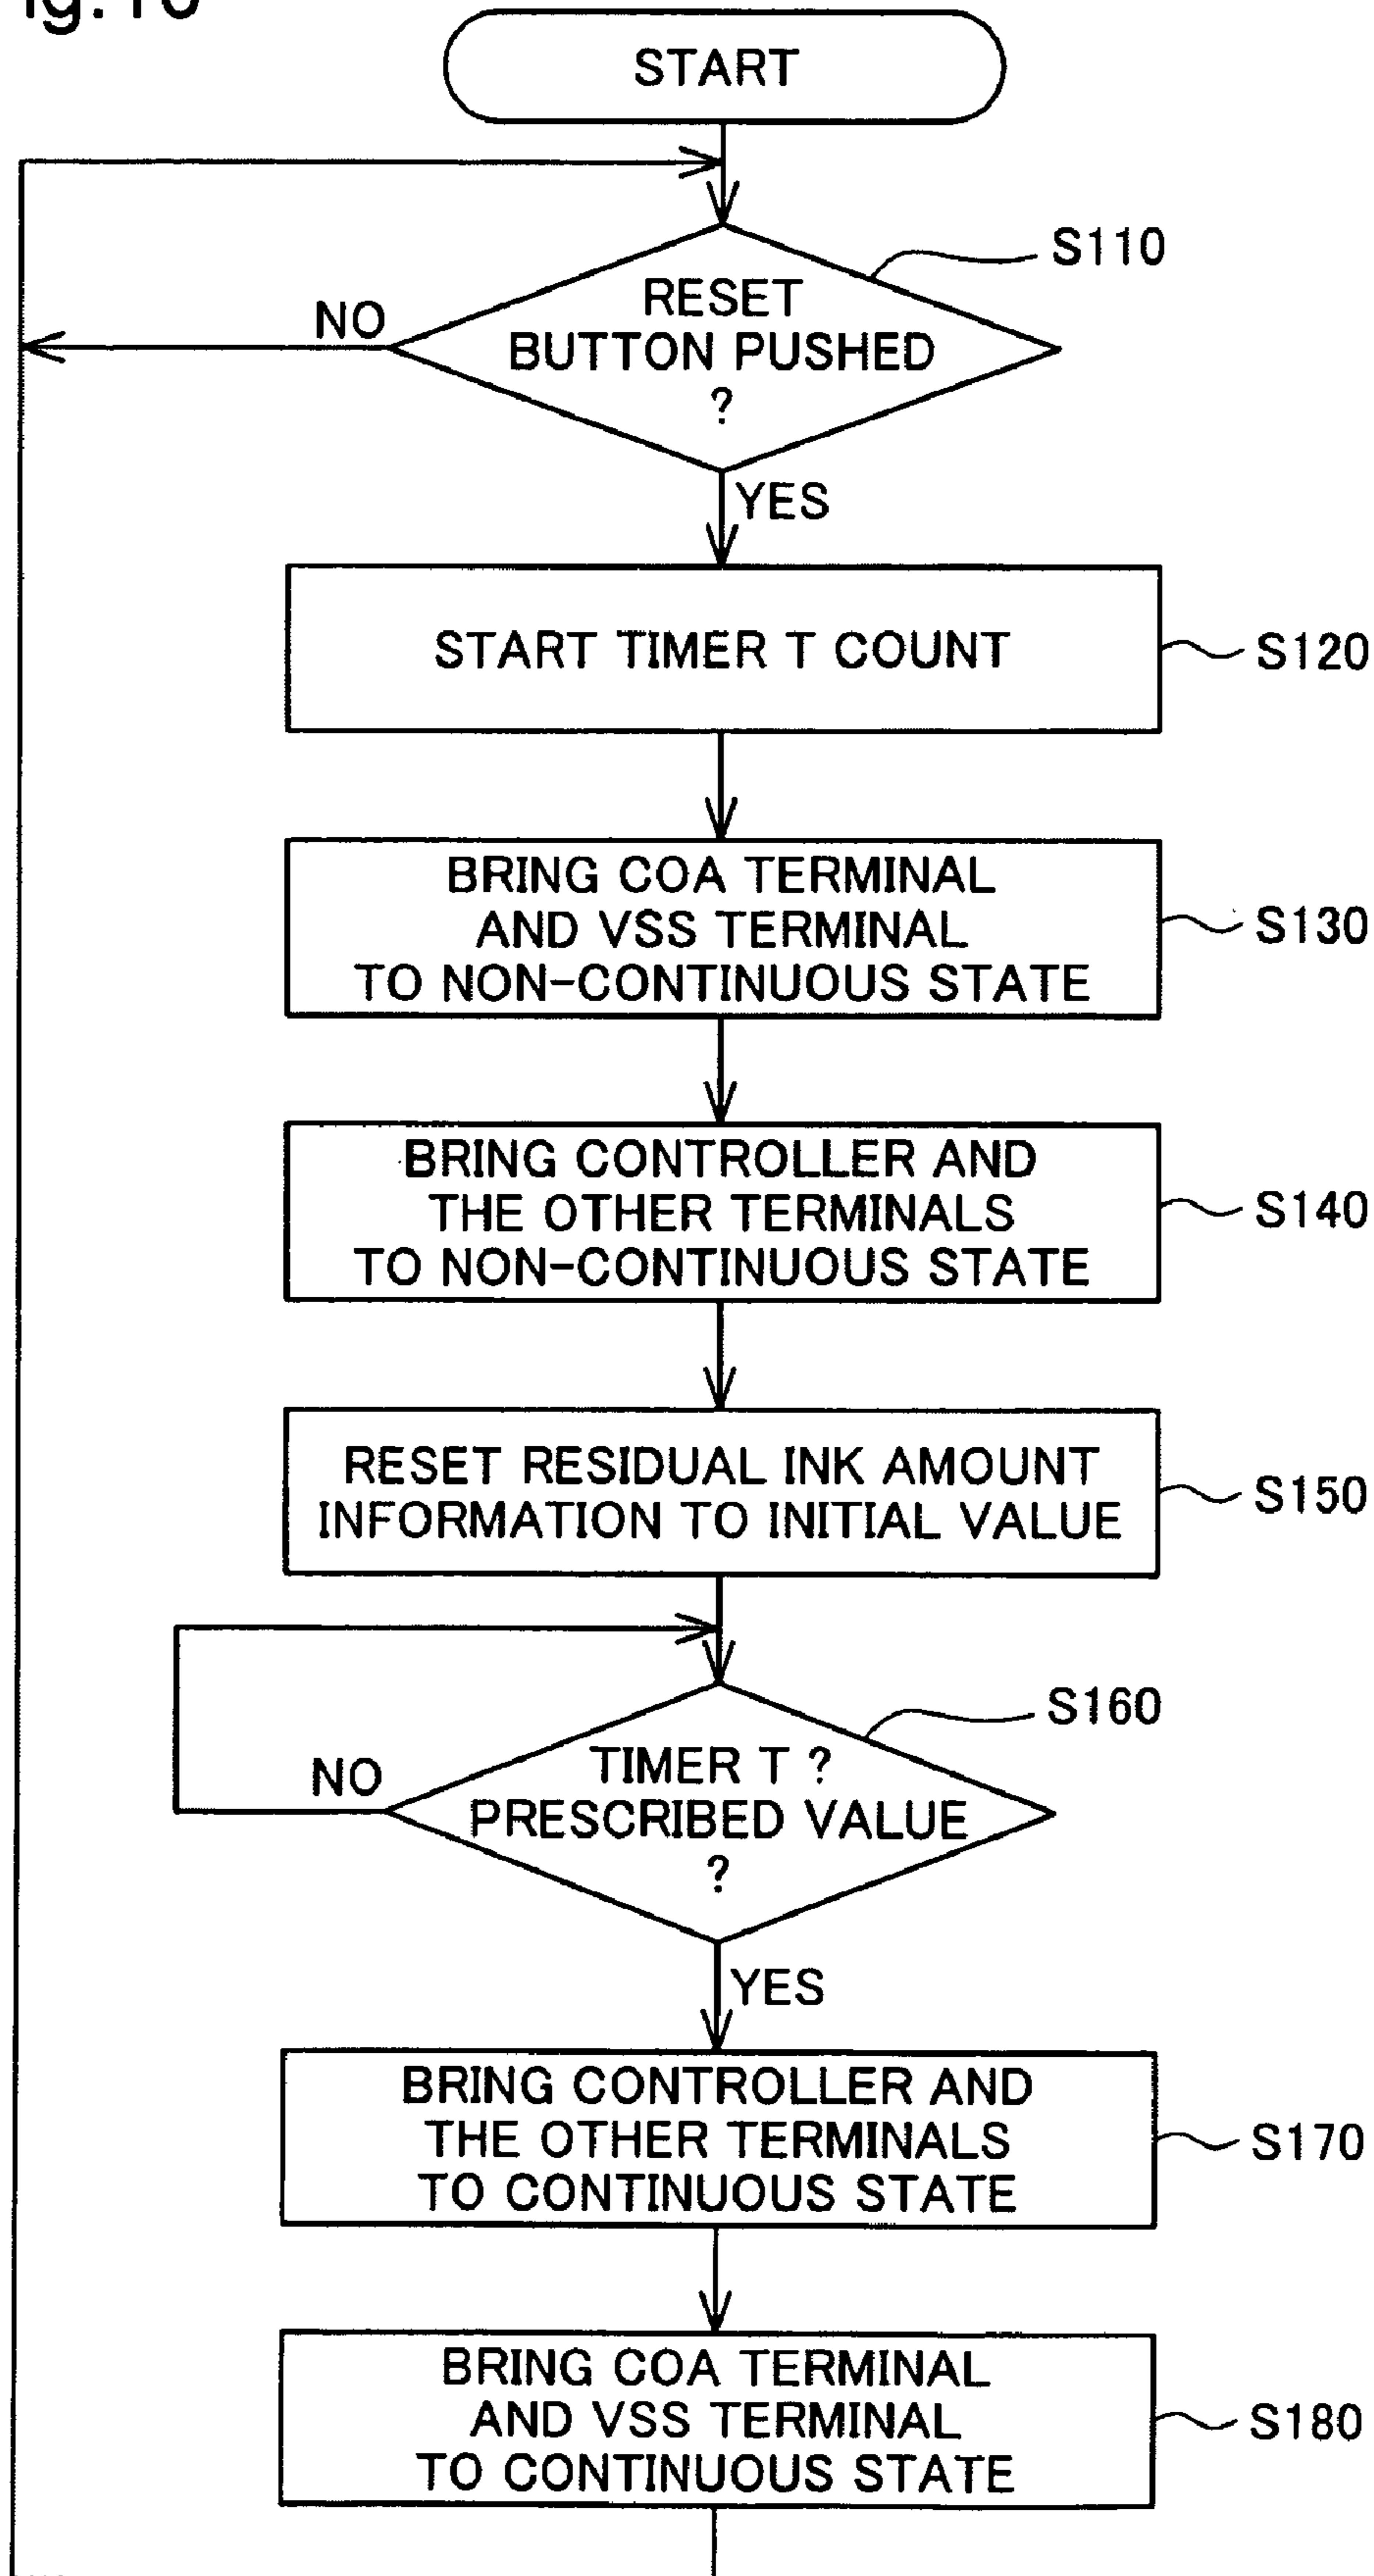 START
S110
RESET
BUTTON PUSHED
?
NO
YES
START TIMER T COUNT
S120
BRING COA TERMINAL
AND VSS TERMINAL
TO NON-CONTINUOUS STATE
S130
BRING CONTROLLER AND
THE OTHER TERMINALS
TO NON-CONTINUOUS STATE
S140
RESET RESIDUAL INK AMOUNT
INFORMATION TO INITIAL VALUE
S150
S160
TIMER T ?
PRESCRIBED VALUE
?
NO
YES
BRING CONTROLLER AND
THE OTHER TERMINALS
TO CONTINUOUS STATE
S170
BRING COA TERMINAL
AND VSS TERMINAL
TO CONTINUOUS STATE
S180